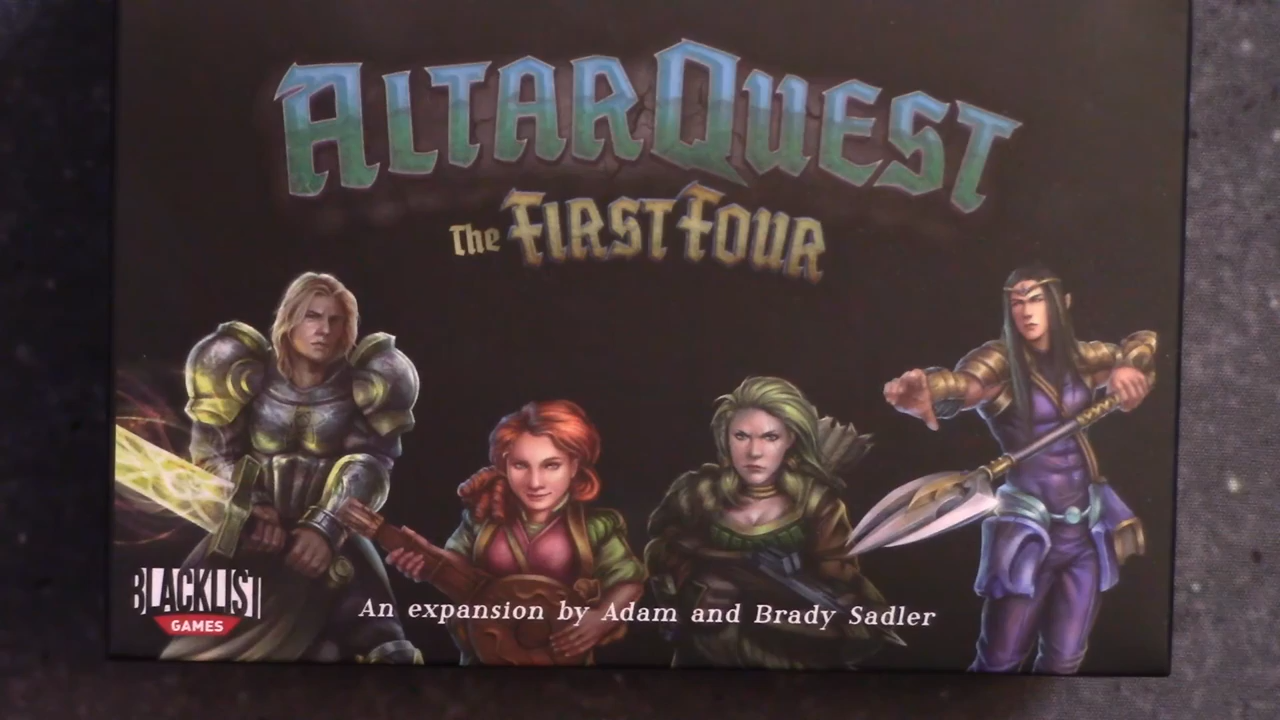 ALTARQUEST
The FIRST FOUR
BLACKLIST
GAMES
An expansion by Adam and Brady Sadler